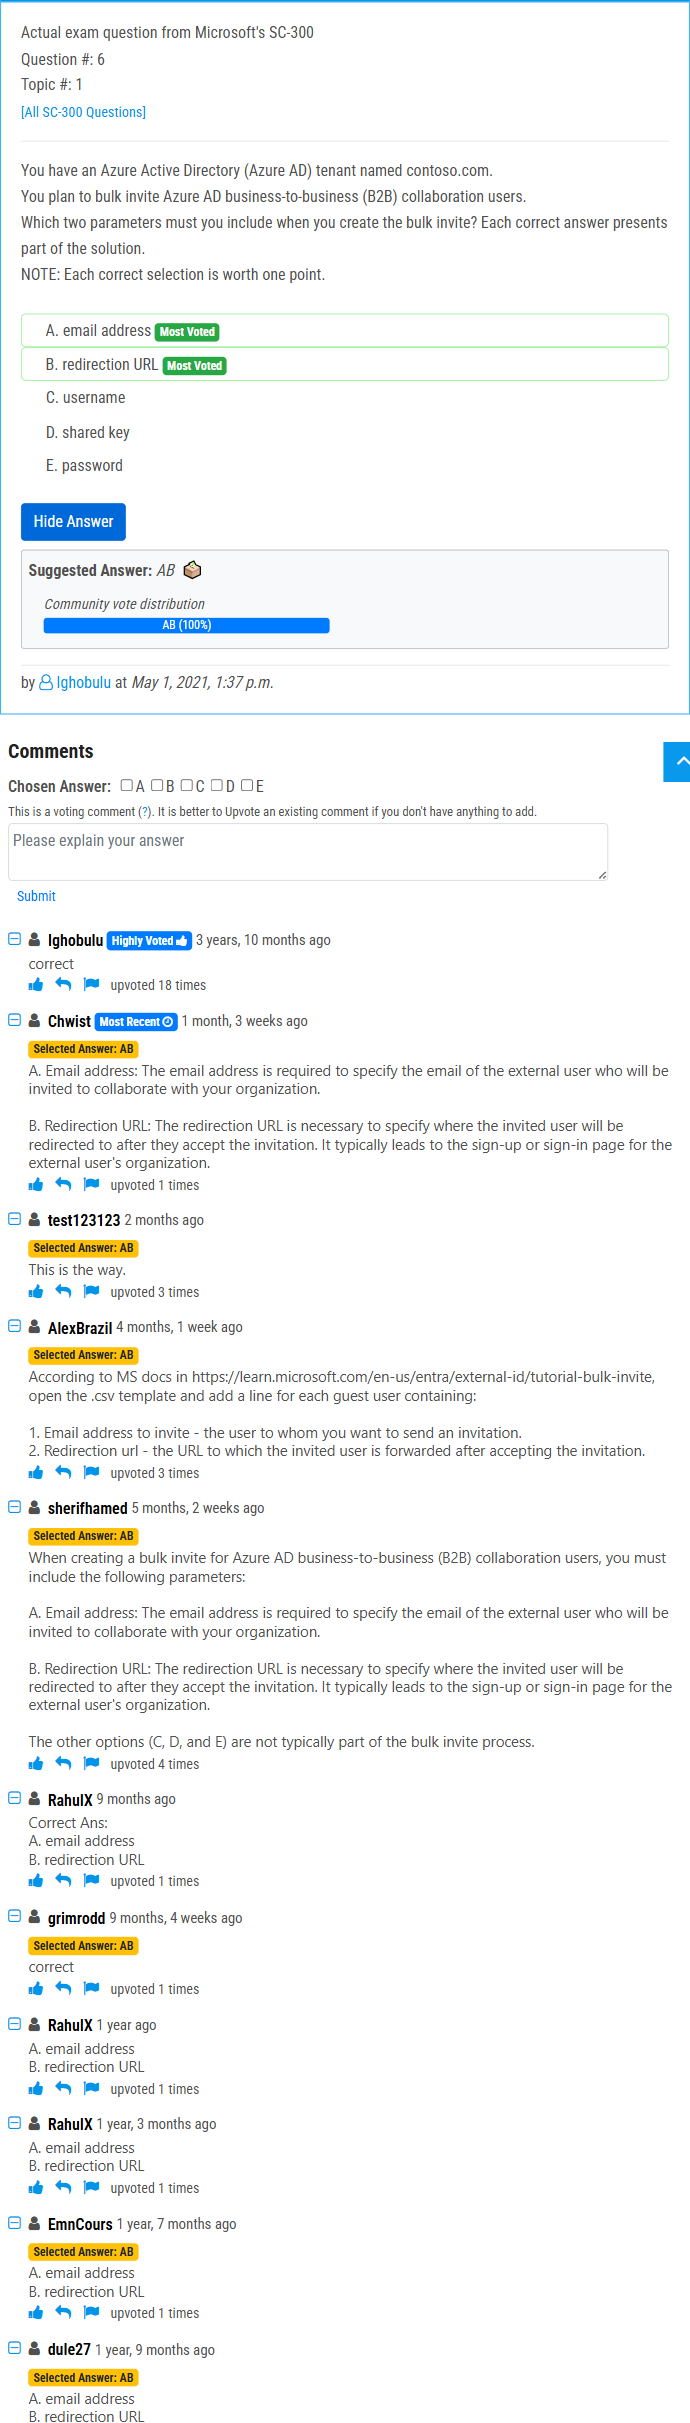 Actual exam question from Microsoft's SC-300
Question #: 6
Topic #: 1
[All SC-300 Questions]
You have an Azure Active Directory (Azure AD) tenant named contoso.com.
You plan to bulk invite Azure AD business-to-business (B2B) collaboration users.
Which two parameters must you include when you create the bulk invite? Each correct answer presents
part of the solution.
NOTE: Each correct selection is worth one point.
A. email address Most Voted
B. redirection URL Most Voted
C. username
D. shared key
E. password
Hide Answer
Suggested Answer: AB
Community vote distribution
AB (100%)
by Ighobulu at May 1, 2021, 1:37 p.m.
Comments
Chosen Answer: A B C D E
This is a voting comment (?). It is better to Upvote an existing comment if you don't have anything to add.
Please explain your answer
Submit
Ighobulu Highly Voted 3 years, 10 months ago
correct
upvoted 18 times
Chwist Most Recent 1 month, 3 weeks ago
Selected Answer: AB
A. Email address: The email address is required to specify the email of the external user who will be
invited to collaborate with your organization.
B. Redirection URL: The redirection URL is necessary to specify where the invited user will be
redirected to after they accept the invitation. It typically leads to the sign-up or sign-in page for the
external user's organization.
upvoted 1 times
test123123 2 months ago
Selected Answer: AB
This is the way.
upvoted 3 times
AlexBrazil 4 months, 1 week ago
Selected Answer: AB
According to MS docs in https://learn.microsoft.com/en-us/entra/external-id/tutorial-bulk-invite,
open the .csv template and add a line for each guest user containing:
1. Email address to invite - the user to whom you want to send an invitation.
2. Redirection url - the URL to which the invited user is forwarded after accepting the invitation.
upvoted 3 times
sherifhamed 5 months, 2 weeks ago
Selected Answer: AB
When creating a bulk invite for Azure AD business-to-business (B2B) collaboration users, you must
include the following parameters:
A. Email address: The email address is required to specify the email of the external user who will be
invited to collaborate with your organization.
B. Redirection URL: The redirection URL is necessary to specify where the invited user will be
redirected to after they accept the invitation. It typically leads to the sign-up or sign-in page for the
external user's organization.
The other options (C, D, and E) are not typically part of the bulk invite process.
upvoted 4 times
RahulX 9 months ago
Correct Ans:
A. email address
B. redirection URL
upvoted 1 times
grimrodd 9 months, 4 weeks ago
Selected Answer: AB
correct
upvoted 1 times
RahulX 1 year ago
A. email address
B. redirection URL
upvoted 1 times
RahulX 1 year, 3 months ago
A. email address
B. redirection URL
upvoted 1 times
EmnCours 1 year, 7 months ago
Selected Answer: AB
A. email address
B. redirection URL
upvoted 1 times
dule27 1 year, 9 months ago
Selected Answer: AB
A. email address
B. redirection URL